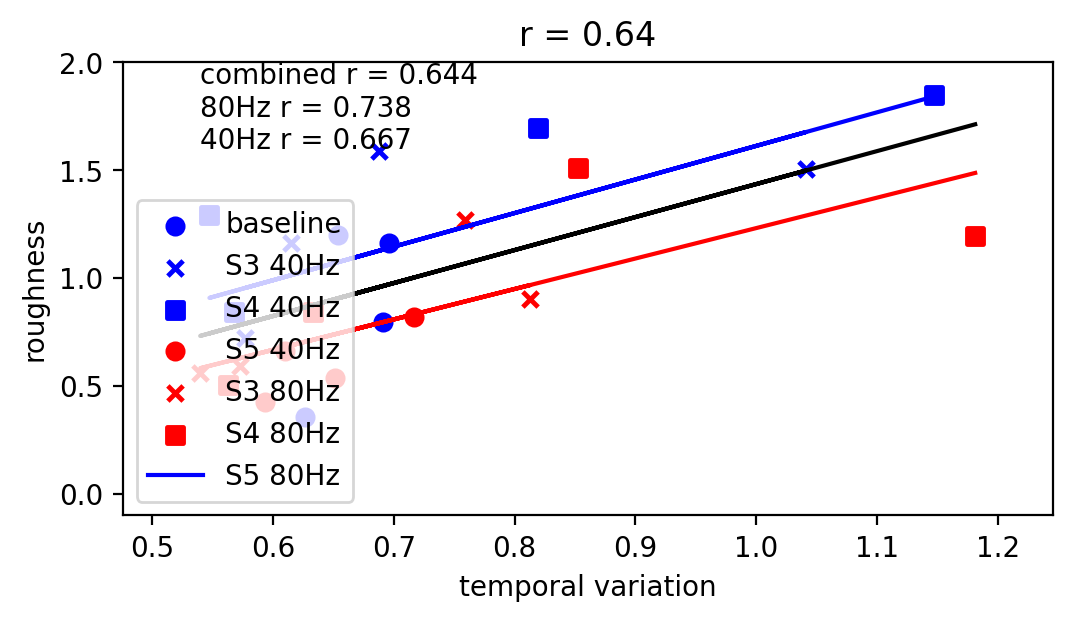 r = 0.64
combined r = 0.644
80Hz r = 0.738
40Hz r = 0.667
baseline
S3 40Hz
S4 40Hz
S5 40Hz
S3 80Hz
S4 80Hz
S5 80Hz
roughness
2.0
1.5
1.0
0.5
0.0
0.5 0.6 0.7 0.8 0.9 1.0 1.1 1.2
temporal variation